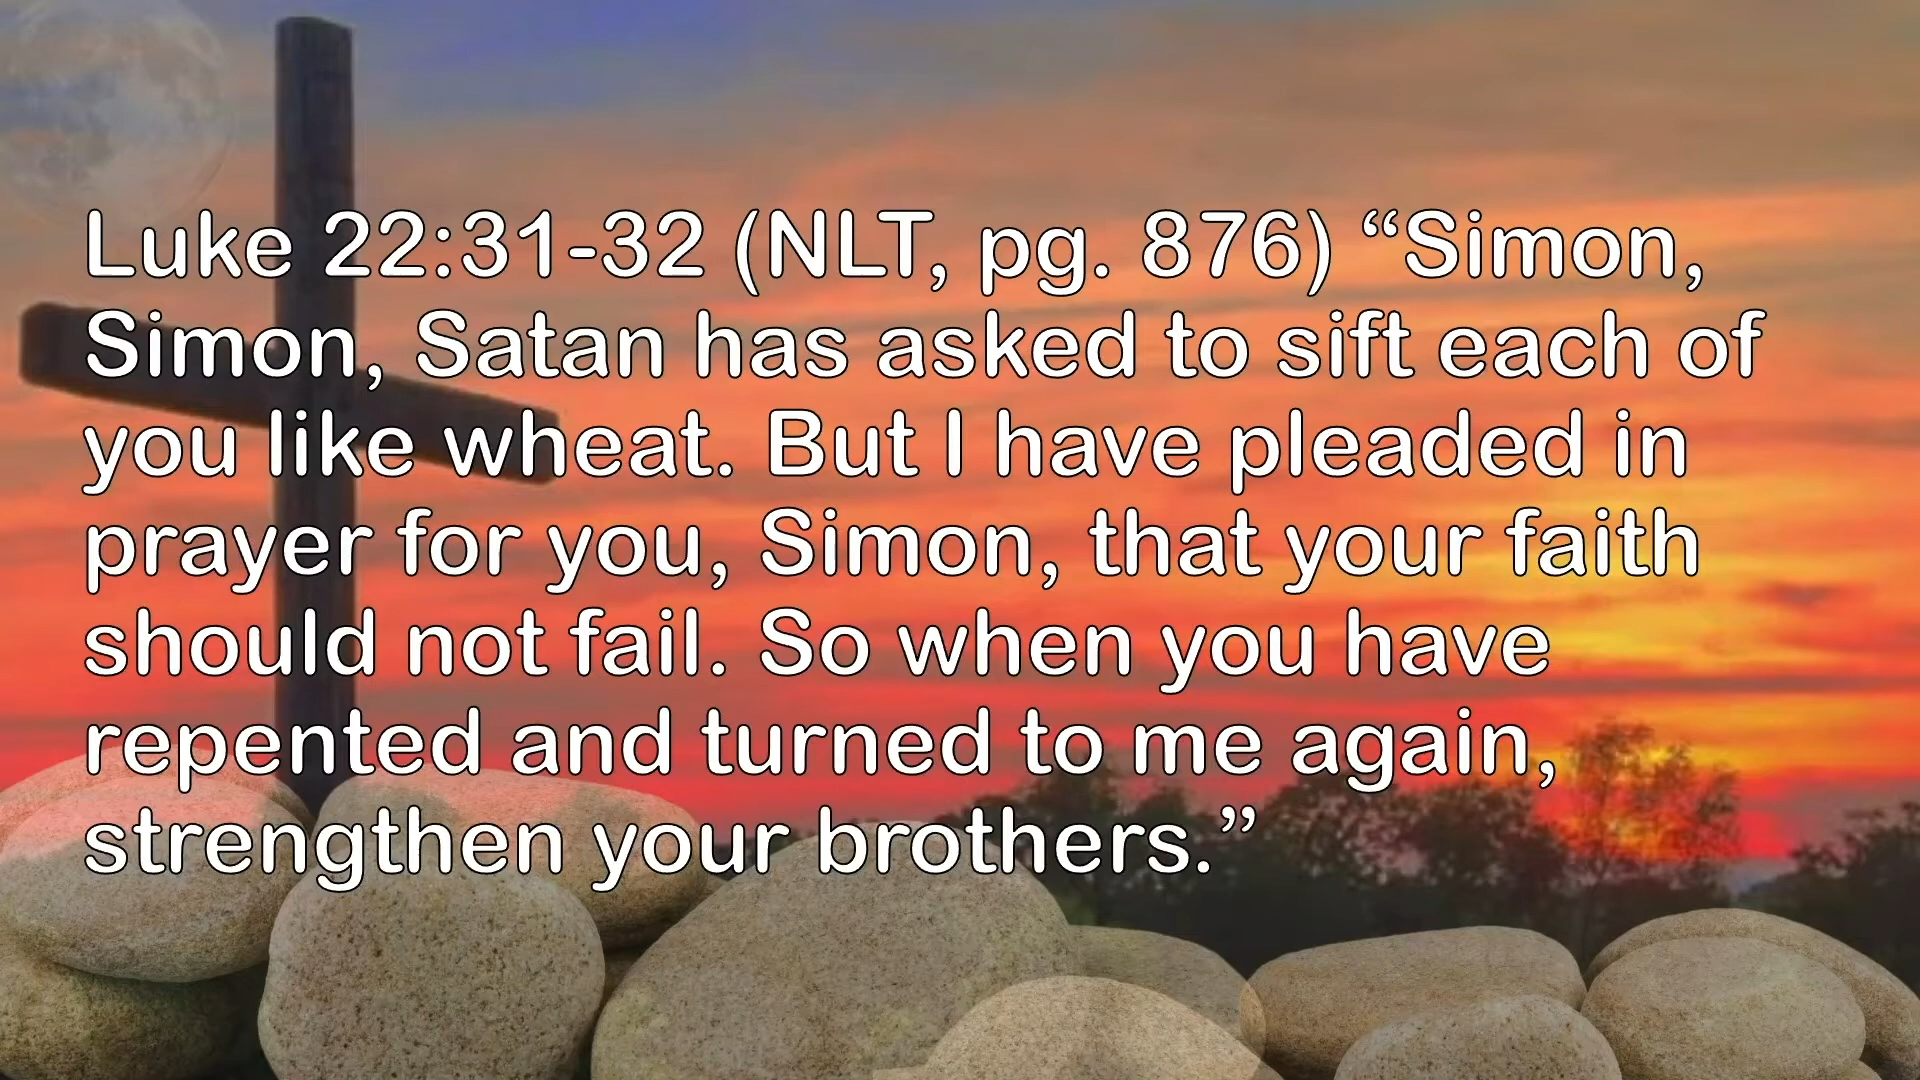 Luke 22:31-32 (NLT, pg. 876) “Simon,
Simon, Satan has asked to sift each of
you like wheat. But I have pleaded in
prayer for you, Simon, that your faith
should not fail. So when you have
repented and turned to me again,
strengthen your brothers.”